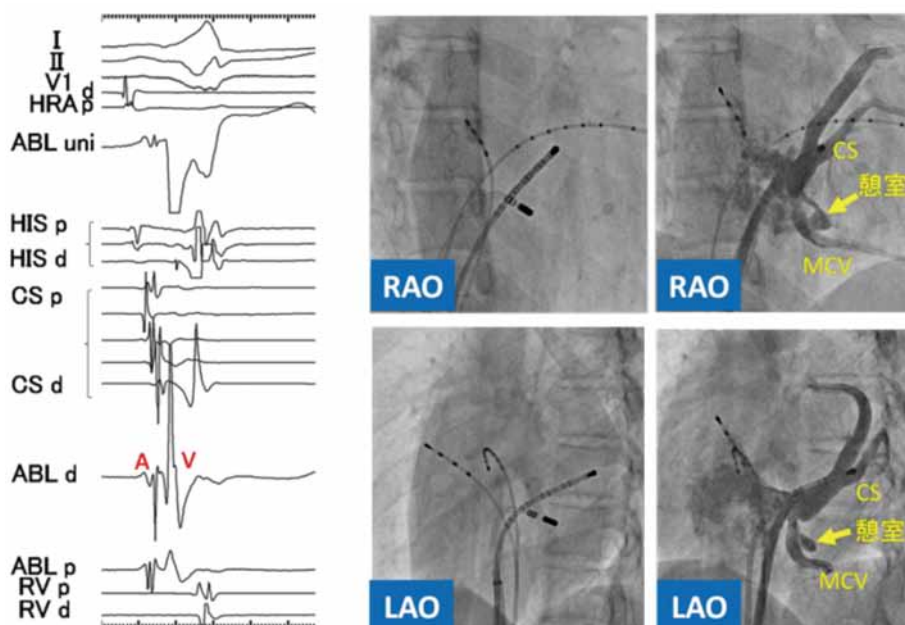 I
II
V1
d
HRA p
ABL uni
HIS p
HIS d
CS p
CS d
A
V
ABL d
ABL p
RV p
RV d
RAO
RAO
CS
憩室
MCV
LAO
LAO
CS
憩室
MCV